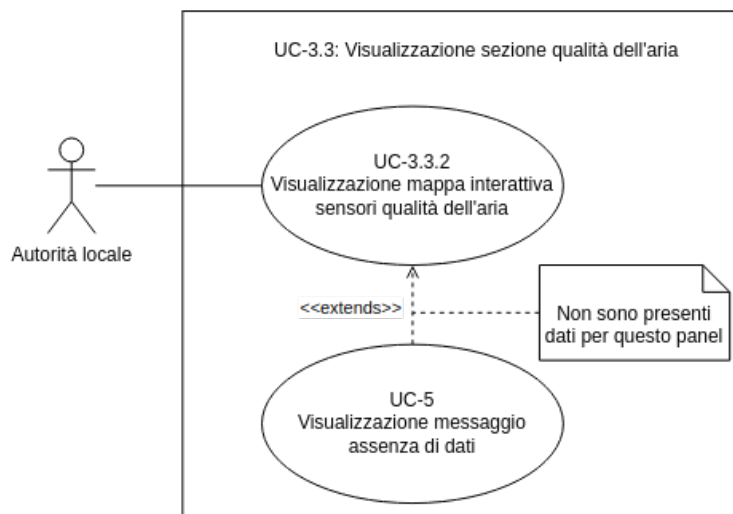 UC-3.3: Visualizzazione sezione qualità dell'aria
UC-3.3.2
Visualizzazione mappa interattiva
sensori qualità dell'aria
Autorità locale
<<extends>>
Non sono presenti
dati per questo panel
UC-5
Visualizzazione messaggio
assenza di dati